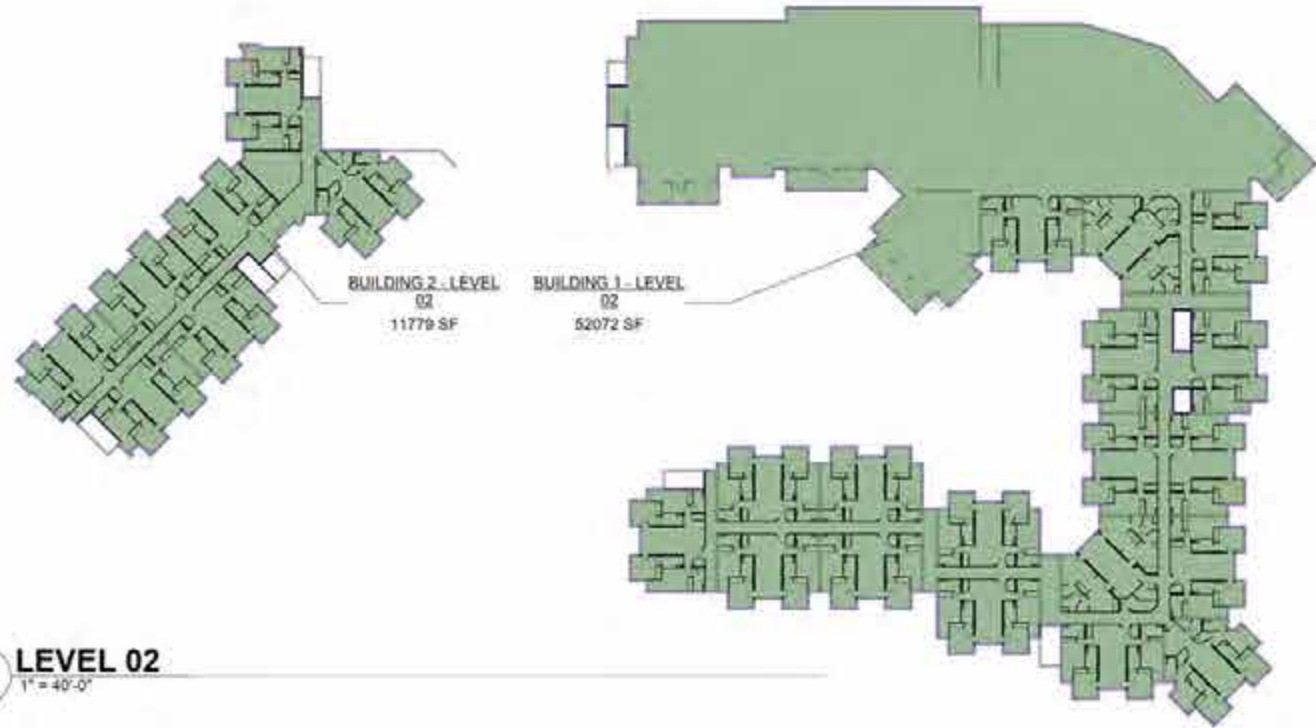 BUILDING 2 - LEVEL
02
11779 SF
BUILDING 1 - LEVEL
02
52072 SF
LEVEL 02
1" = 40'-0"